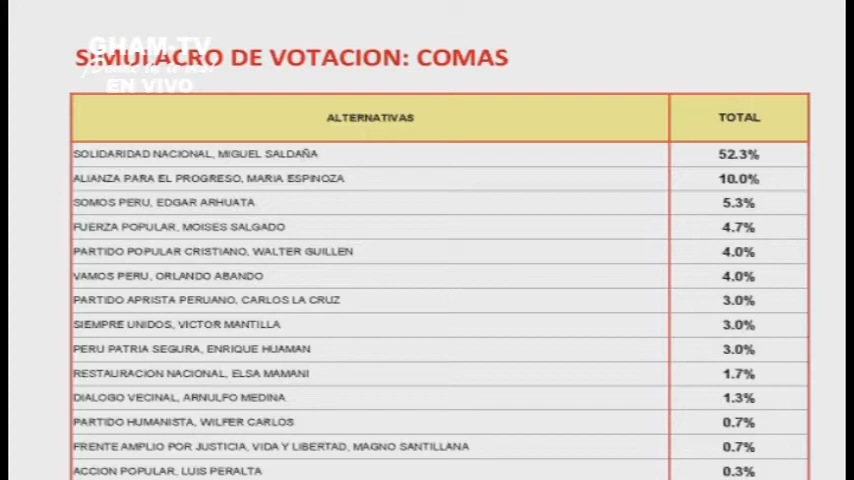 GHAM-TV
SIMULACRO DE VOTACION: COMAS
EN VIVO
ALTERNATIVAS TOTAL
SOLIDARIDAD NACIONAL, MIGUEL SALDAÑA 52.3%
ALIANZA PARA EL PROGRESO, MARIA ESPINOZA 10.0%
SOMOS PERU, EDGAR ARHUATA 5.3%
FUERZA POPULAR, MOISES SALGADO 4.7%
PARTIDO POPULAR CRISTIANO, WALTER GUILLEN 4.0%
VAMOS PERU, ORLANDO ABANDO 4.0%
PARTIDO APRISTA PERUANO, CARLOS LA CRUZ 3.0%
SIEMPRE UNIDOS, VICTOR MANTILLA 3.0%
PERU PATRIA SEGURA, ENRIQUE HUAMAN 3.0%
RESTAURACION NACIONAL, ELSA MAMANI 1.7%
DIALOGO VECINAL, ARNULFO MEDINA 1.3%
PARTIDO HUMANISTA, WILFER CARLOS 0.7%
FRENTE AMPLIO POR JUSTICIA, VIDA Y LIBERTAD, MAGNO SANTILLANA 0.7%
ACCION POPULAR, LUIS PERALTA 0.3%